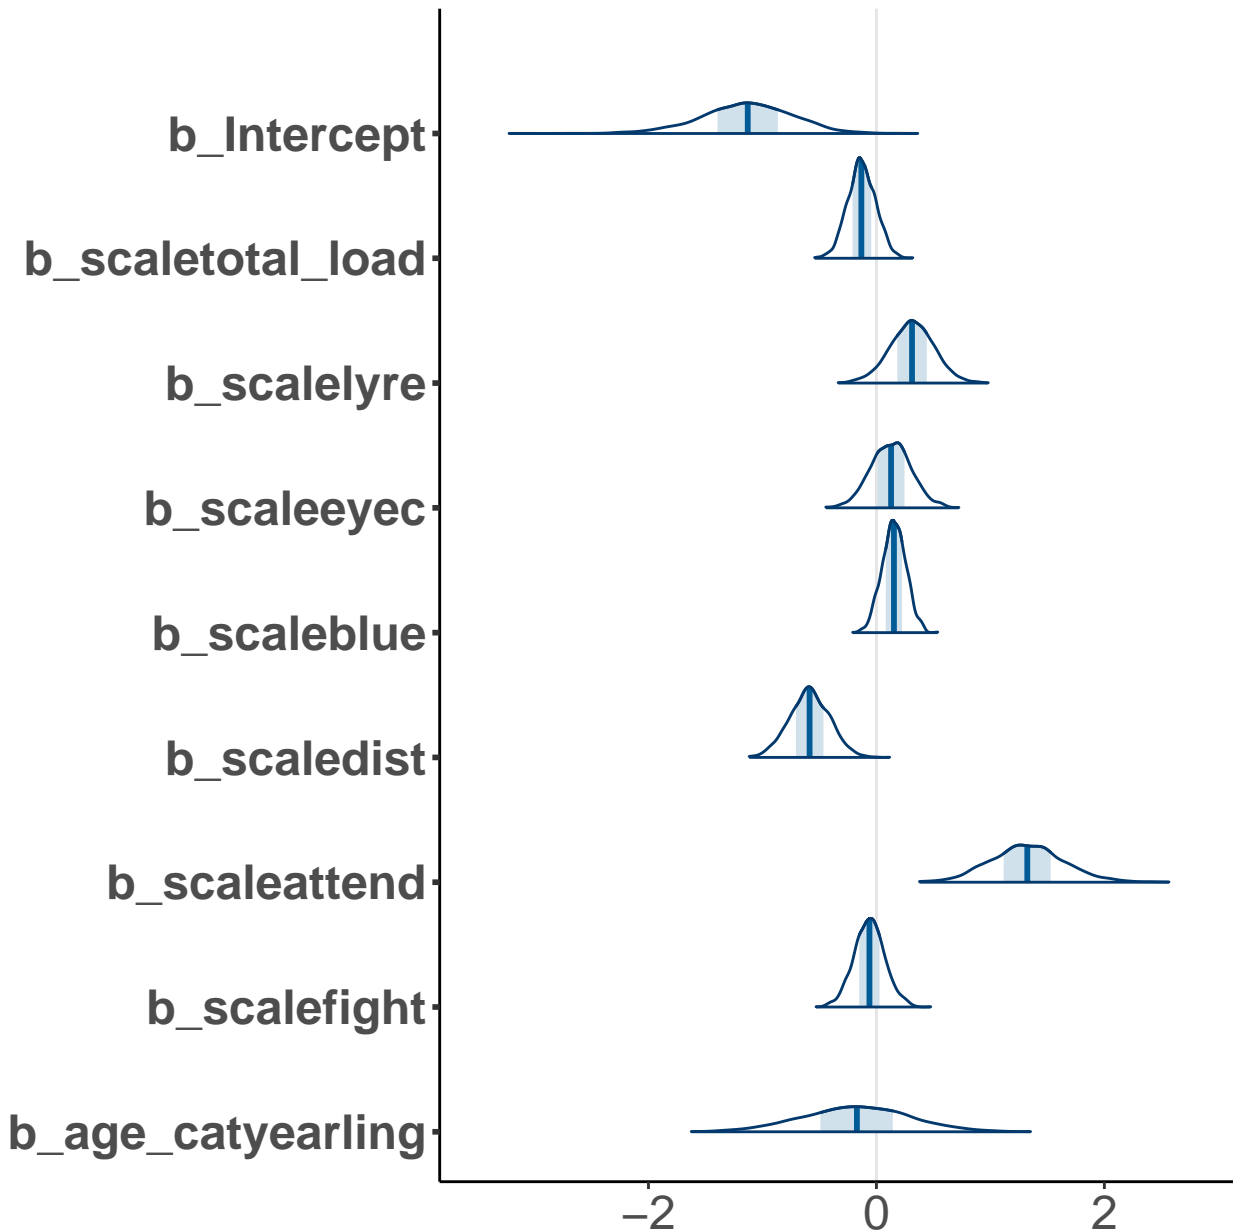 b_Intercept
b_scaletotal_load
b_scalelyre
b_scaleeyec
b_scaleblue
b_scaledist
b_scaleattend
b_scalefight
b_age_catyearling
−2 0 2